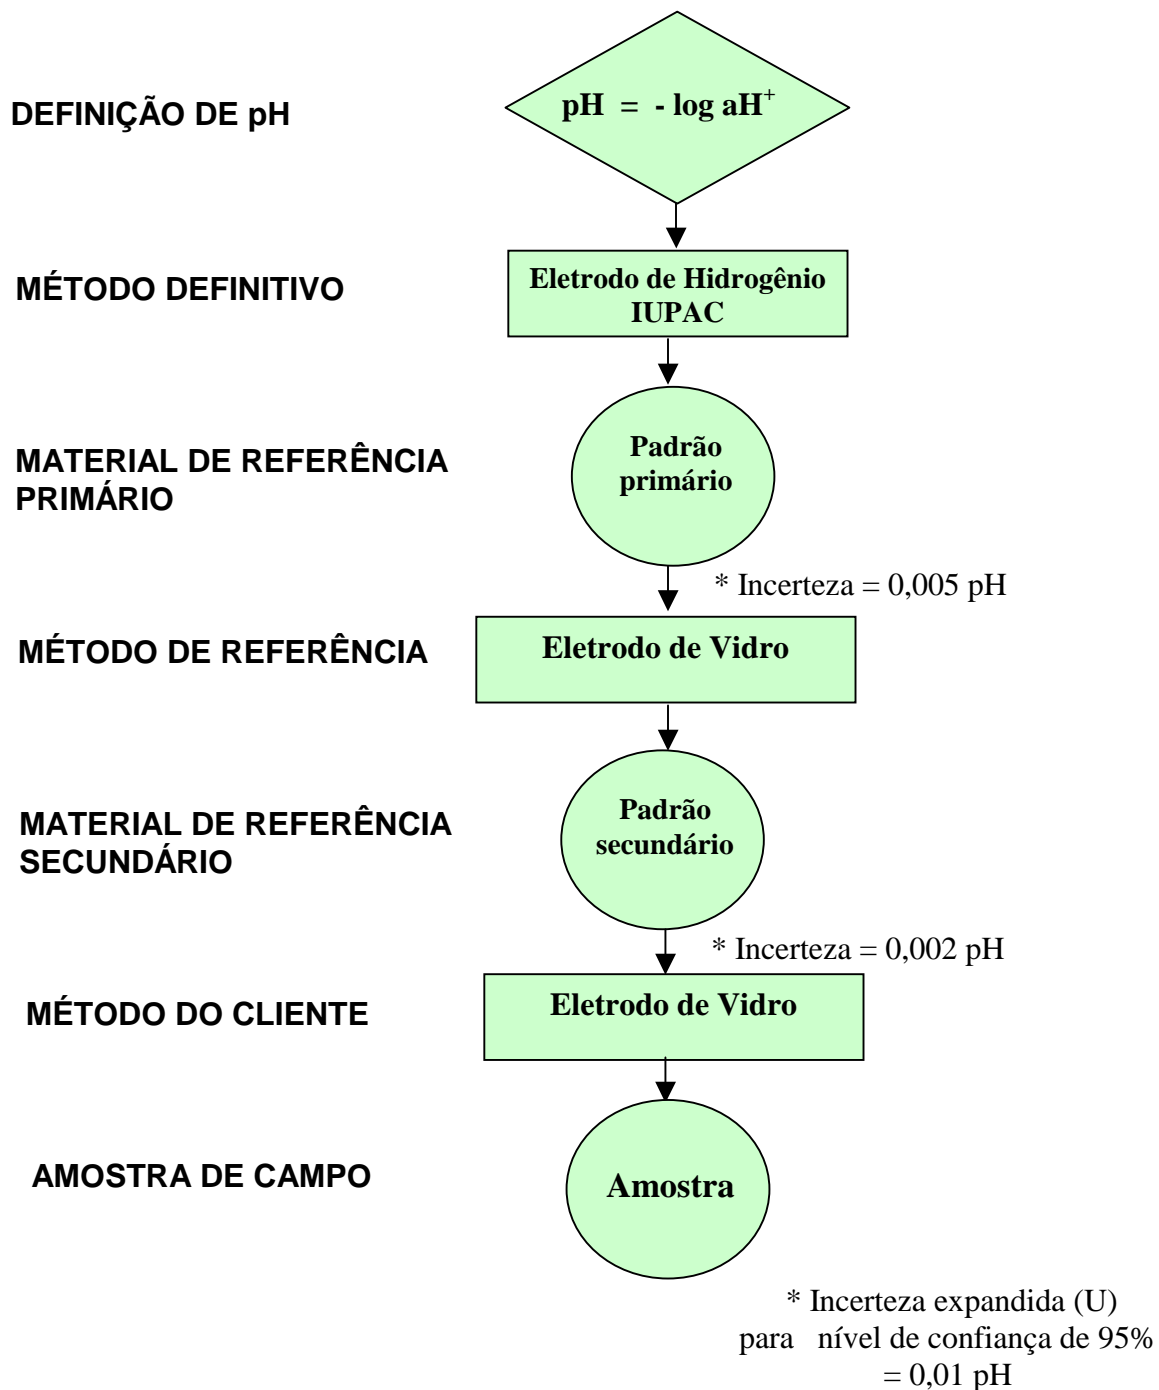 DEFINIÇÃO DE pH
pH = - log aH⁺
MÉTODO DEFINITIVO
Eletrodo de Hidrogênio
IUPAC
MATERIAL DE REFERÊNCIA
PRIMÁRIO
Padrão
primário
* Incerteza = 0,005 pH
MÉTODO DE REFERÊNCIA
Eletrodo de Vidro
MATERIAL DE REFERÊNCIA
SECUNDÁRIO
Padrão
secundário
* Incerteza = 0,002 pH
MÉTODO DO CLIENTE
Eletrodo de Vidro
AMOSTRA DE CAMPO
Amostra
* Incerteza expandida (U)
para nível de confiança de 95%
= 0,01 pH